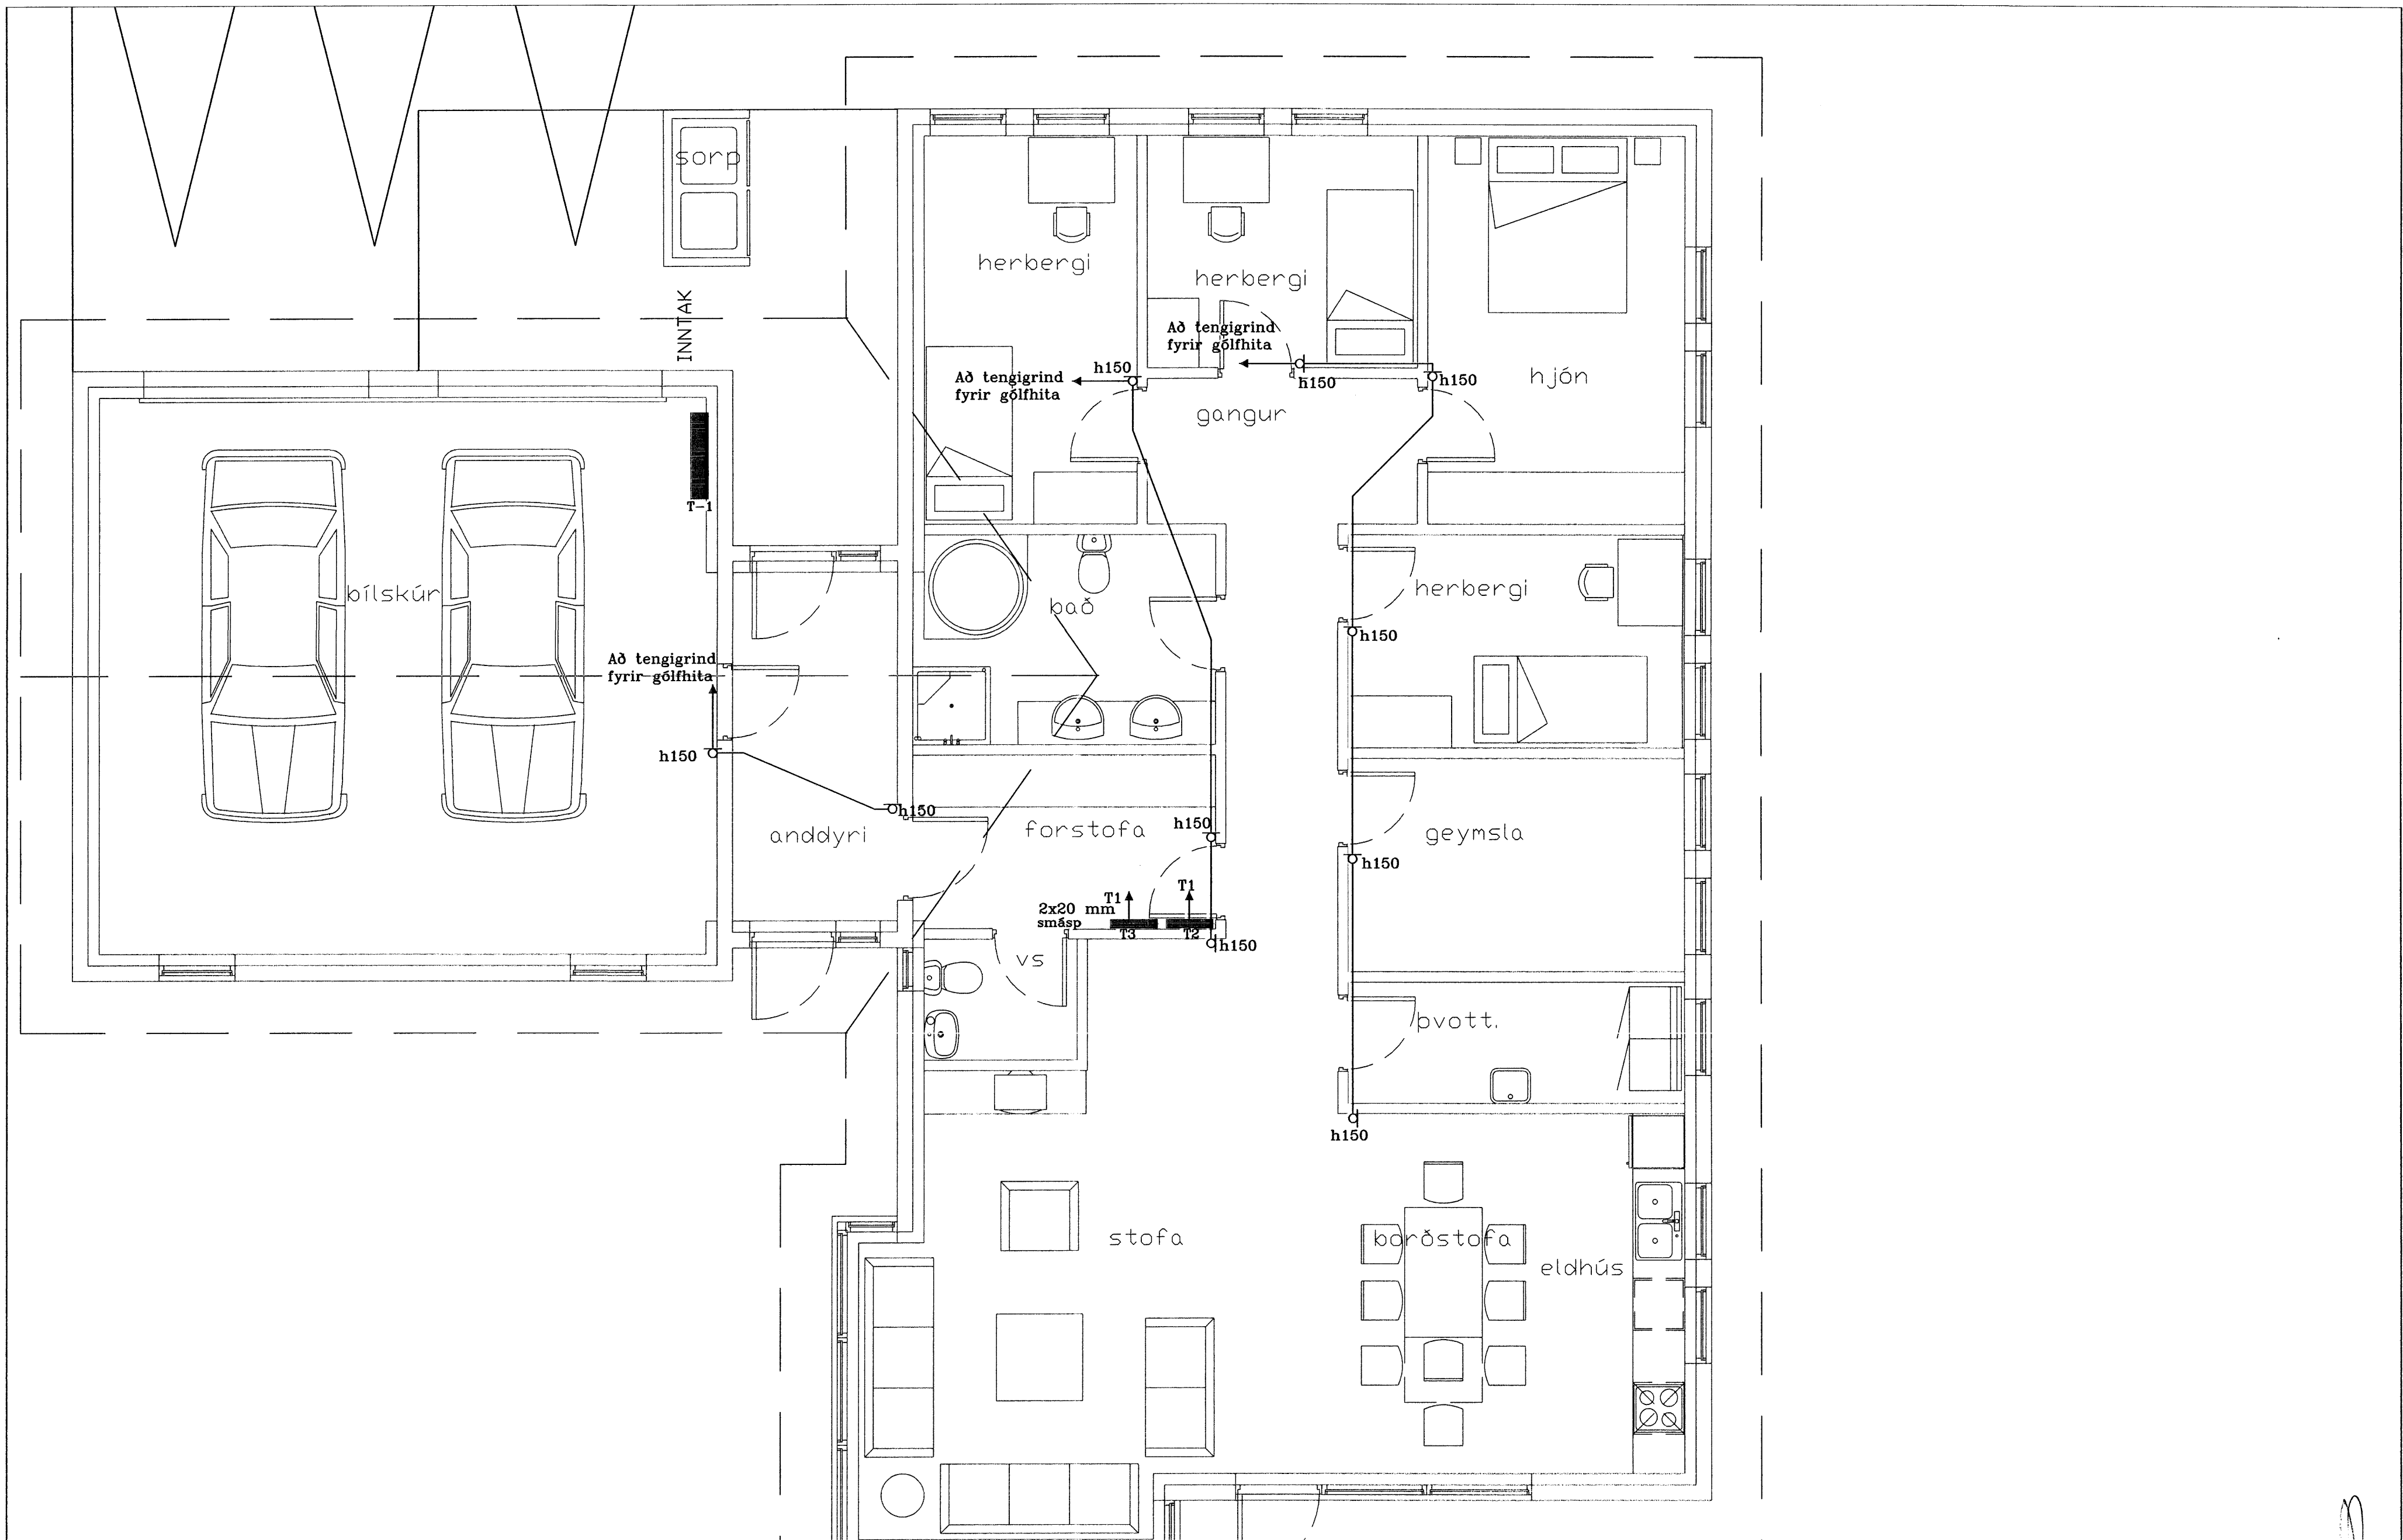 sorp
INNTAK
herbergi
herbergi
Að tengigrind
fyrir gólfhita
h150
h150
h150
Að tengigrind
fyrir gólfhita
hjón
gangur
T-1
bílskúr
bað
herbergi
h150
Að tengigrind
fyrir gólfhita
h150
h150
anddyri
forstofa
h150
geymsla
h150
T1
T1
2x20 mm
smásp
T3
T2
h150
vs
þvott.
h150
stofa
borðstofa
eldhús